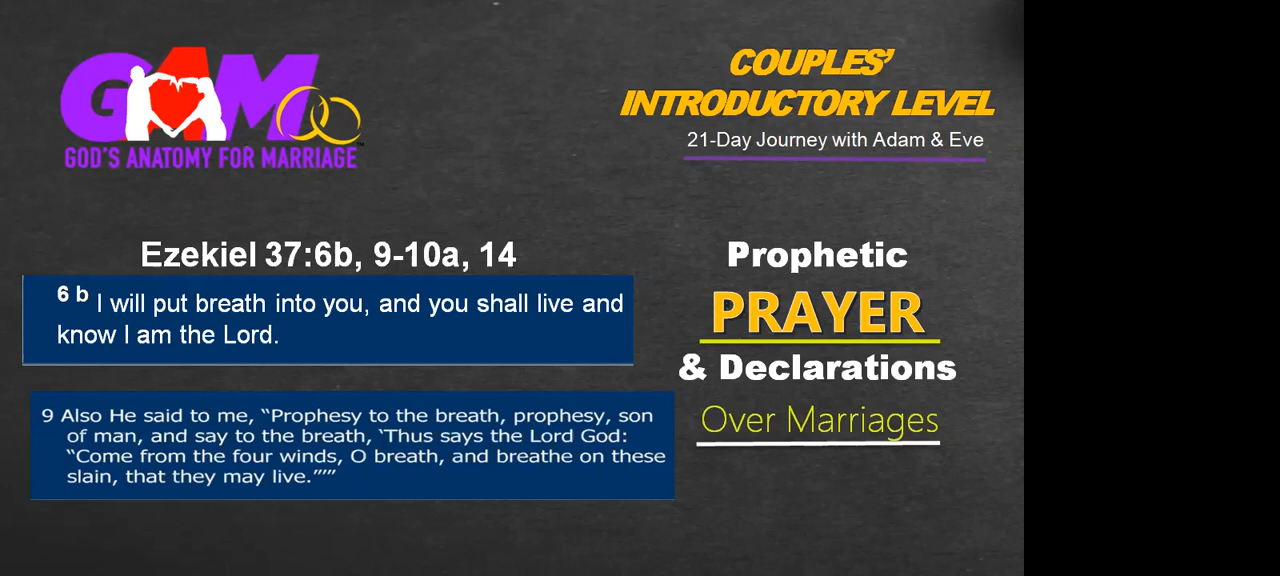 GAM
GOD'S ANATOMY FOR MARRIAGE
COUPLES'
INTRODUCTORY LEVEL
21-Day Journey with Adam & Eve
Ezekiel 37:6b, 9-10a, 14
6 b I will put breath into you, and you shall live and
know I am the Lord.
9 Also He said to me, “Prophesy to the breath, prophesy, son
of man, and say to the breath, ‘Thus says the Lord God:
“Come from the four winds, O breath, and breathe on these
slain, that they may live.”’”
Prophetic
PRAYER
& Declarations
Over Marriages